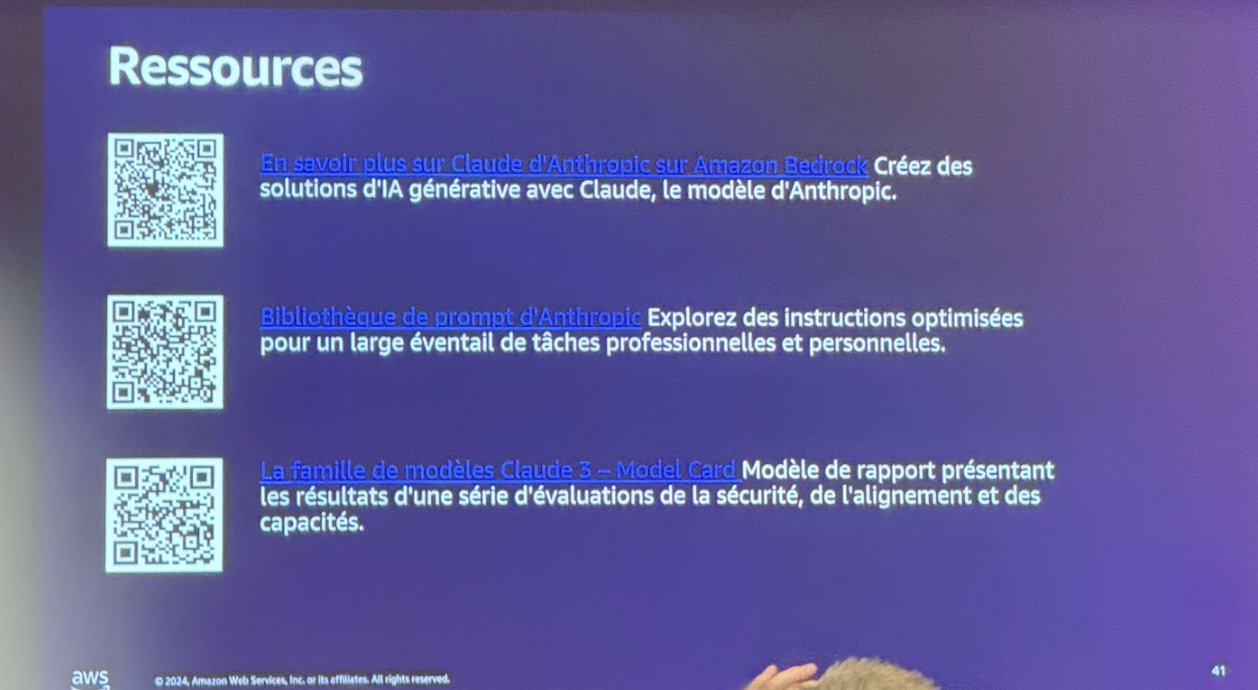 Ressources
En savoir plus sur Claude d'Anthropic sur Amazon Bedrock Créez des
solutions d'IA générative avec Claude, le modèle d'Anthropic.
Bibliothèque de prompt d'Anthropic Explorez des instructions optimisées
pour un large éventail de tâches professionnelles et personnelles.
La famille de modèles Claude 3 – Model Card Modèle de rapport présentant
les résultats d'une série d'évaluations de la sécurité, de l'alignement et des
capacités.
aws
© 2024, Amazon Web Services, Inc. or its affiliates. All rights reserved.
41